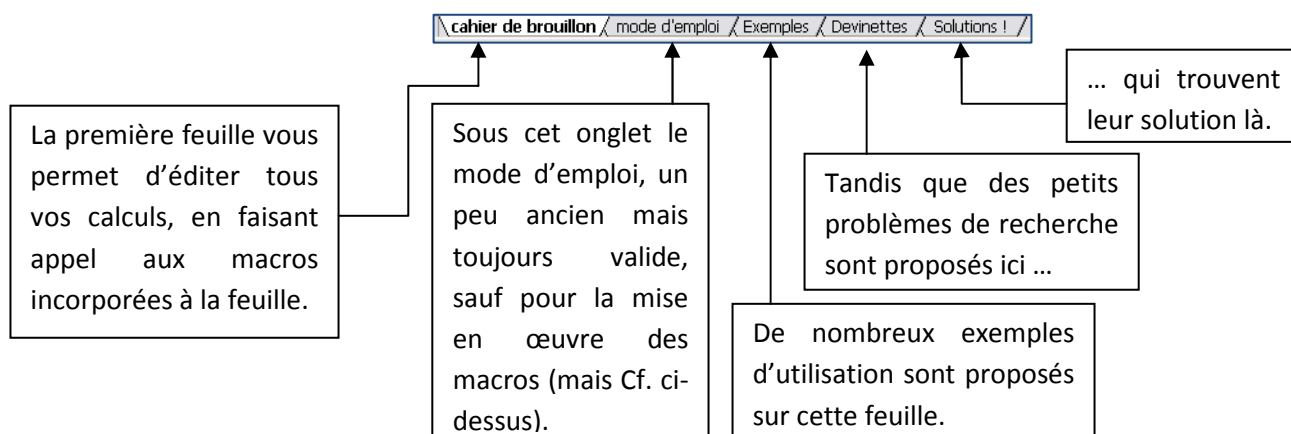 cahier de brouillon / mode d'emploi / Exemples / Devinettes / Solutions ! /
La première feuille vous
permet d'éditer tous
vos calculs, en faisant
appel aux macros
incorporées à la feuille.
Sous cet onglet le
mode d'emploi, un
peu ancien mais
toujours valide,
sauf pour la mise
en œuvre des
macros (mais Cf. ci-
dessus).
De nombreux exemples
d'utilisation sont proposés
sur cette feuille.
Tandis que des petits
problèmes de recherche
sont proposés ici …
… qui trouvent
leur solution là.